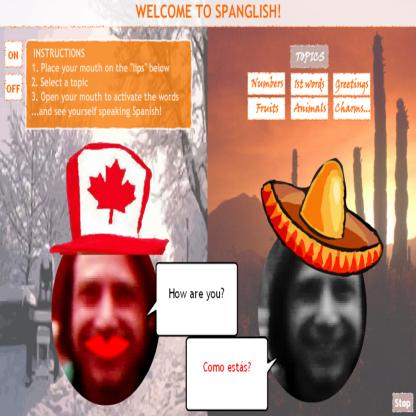 WELCOME TO SPANGLISH!
ON
OFF
INSTRUCTIONS
1. Place your mouth on the "lips" below
2. Select a topic
3. Open your mouth to activate the words
...and see yourself speaking Spanish!
TOPICS
Numbers
1st words
Greetings
Fruits
Animals
Charms...
How are you?
Como estás?
Stop